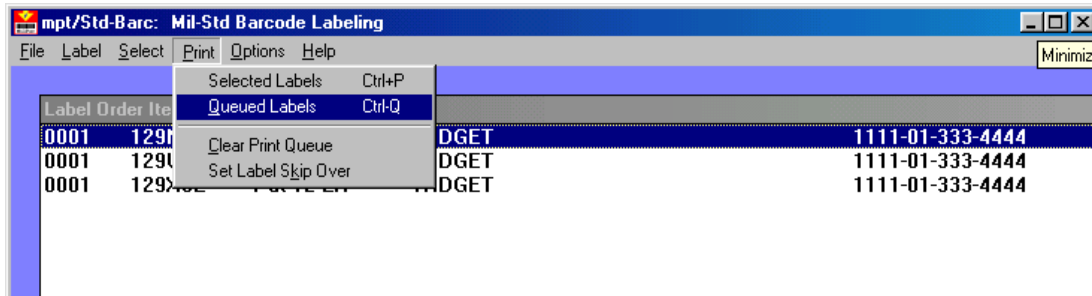 mpt/Std-Barc: Mil-Std Barcode Labeling
File Label Select Print Options Help
Minimiz
Selected Labels Ctrl+P
Label Order Ite
Queued Labels Ctrl-Q
0001 DGET 1111-01-333-4444
Clear Print Queue
0001 DGET 1111-01-333-4444
Set Label Skip Over
0001 DGET 1111-01-333-4444